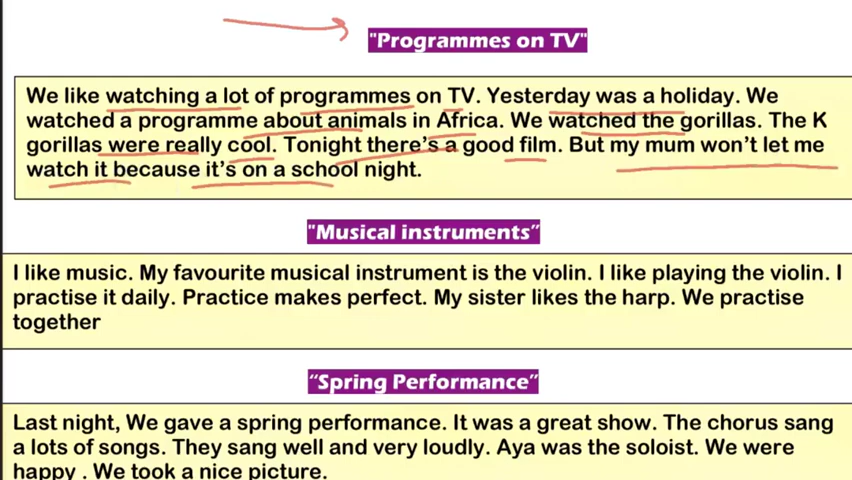 "Programmes on TV"
We like watching a lot of programmes on TV. Yesterday was a holiday. We
watched a programme about animals in Africa. We watched the gorillas. The K
gorillas were really cool. Tonight there's a good film. But my mum won't let me
watch it because it's on a school night.
"Musical instruments”
I like music. My favourite musical instrument is the violin. I like playing the violin. I
practise it daily. Practice makes perfect. My sister likes the harp. We practise
together
“Spring Performance”
Last night, We gave a spring performance. It was a great show. The chorus sang
a lots of songs. They sang well and very loudly. Aya was the soloist. We were
happy . We took a nice picture.